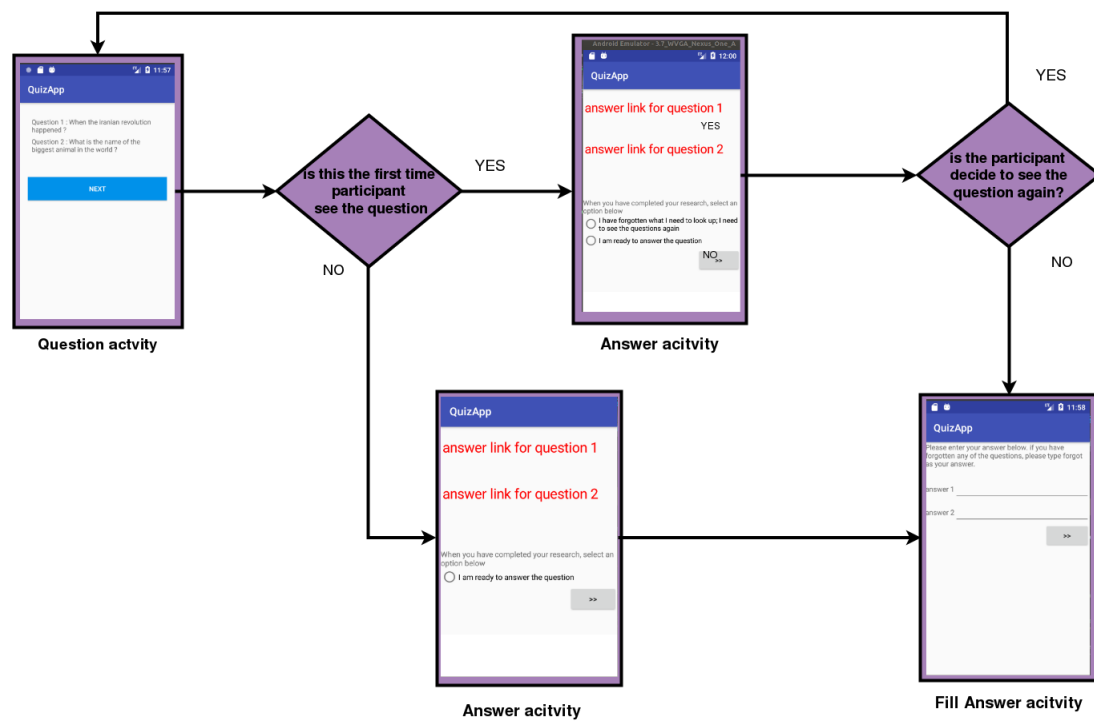 11:57
QuizApp
Question 1 : When the iranian revolution
happened ?
Question 2 : What is the name of the
biggest animal in the world ?
NEXT
Question actvity
is this the first time
participant
see the question
YES
NO
Android Emulator - 3.7_WVGA_Nexus_One_A
12:00
QuizApp
answer link for question 1
YES
answer link for question 2
When you have completed your research, select an
option below
I have forgotten what I need to look up; I need
to see the questions again
I am ready to answer the question
NO
>>
Answer acitvity
is the participant
decide to see the
question again?
YES
NO
QuizApp
answer link for question 1
answer link for question 2
When you have completed your research, select an
option below
I am ready to answer the question
>>
Answer acitvity
11:58
QuizApp
Please enter your answer below. if you have
forgotten any of the questions, please type forgot
as your answer.
answer 1
answer 2
>>
Fill Answer acitvity